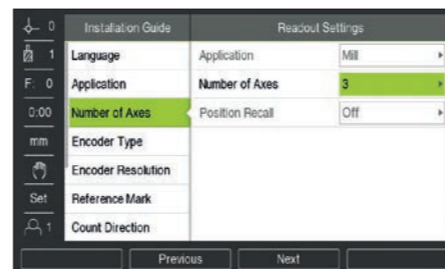 0
1
F: 0
0:00
mm
Set
1
Installation Guide
Language
Application
Number of Axes
Encoder Type
Encoder Resolution
Reference Mark
Count Direction
Readout Settings
Application Mill
Number of Axes 3
Position Recall Off
Previous Next